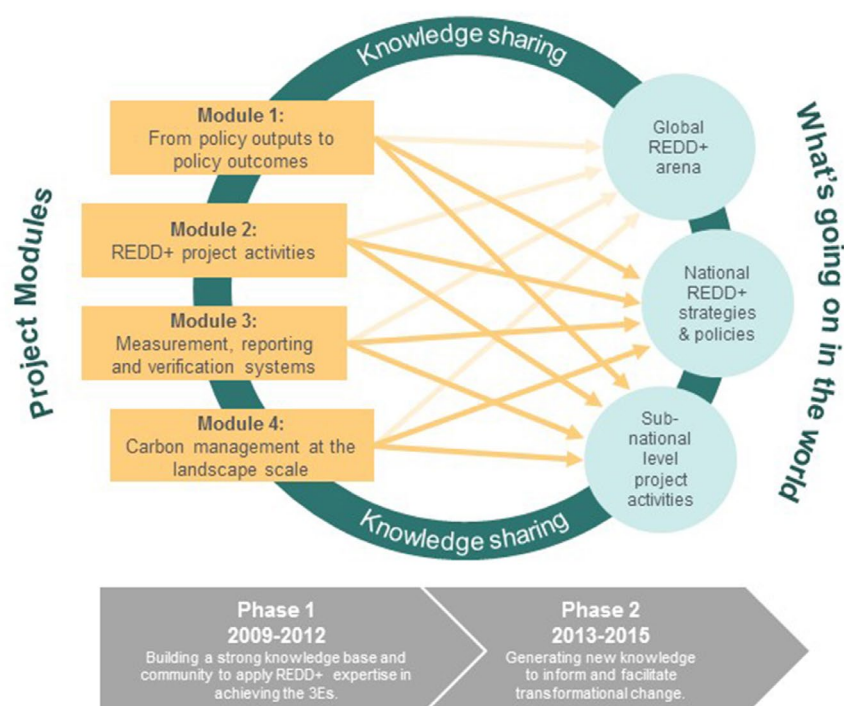 Knowledge sharing
Project Modules
Module 1:
From policy outputs to
policy outcomes
Module 2:
REDD+ project activities
Module 3:
Measurement, reporting
and verification systems
Module 4:
Carbon management at the
landscape scale
Global
REDD+
arena
National
REDD+
strategies
& policies
Sub-
national
level
project
activities
What's going on in the world
Knowledge sharing
Phase 1
2009-2012
Building a strong knowledge base and
community to apply REDD+ expertise in
achieving the 3Es.
Phase 2
2013-2015
Generating new knowledge
to inform and facilitate
transformational change.